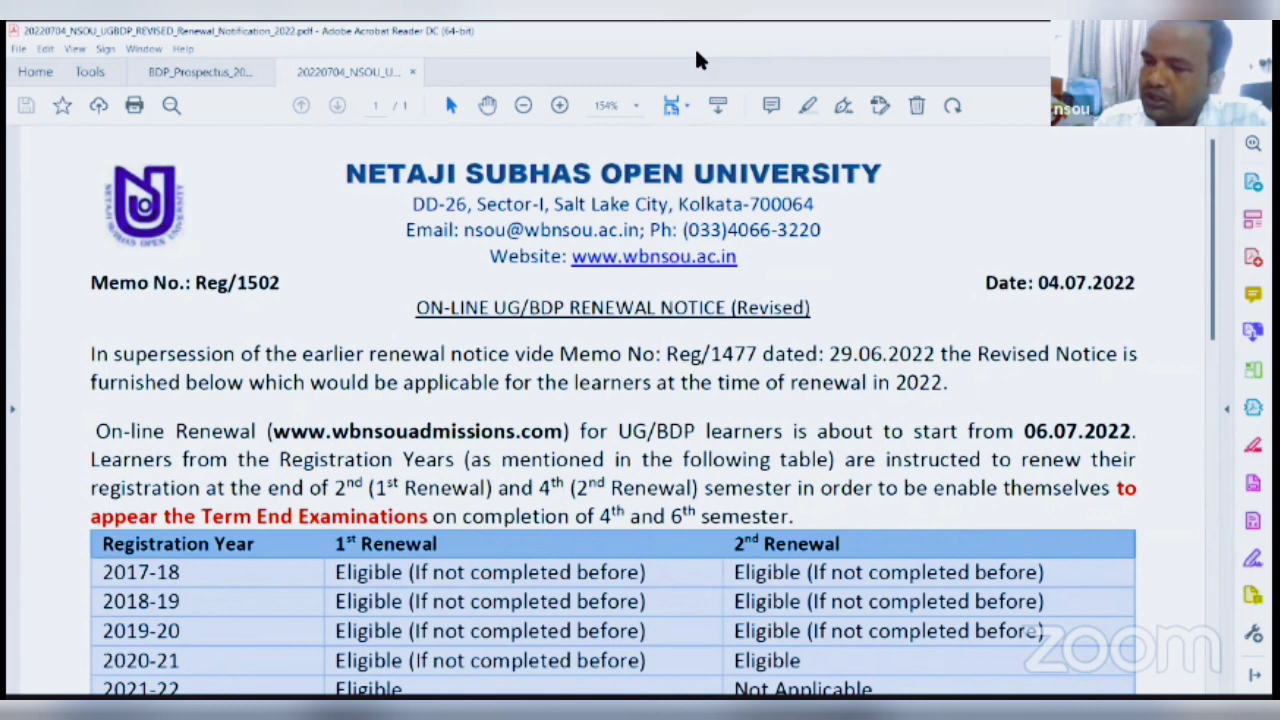 20220704_NSOU_UGBDP_REVISED_Renewal_Notification_2022.pdf - Adobe Acrobat Reader DC (64-bit)
File Edit View Sign Window Help
Home Tools BDP_Prospectus_20... 20220704_NSOU_U... ×
1 / 1 154%
nsou
NETAJI SUBHAS OPEN UNIVERSITY
DD-26, Sector-I, Salt Lake City, Kolkata-700064
Email: nsou@wbnsou.ac.in; Ph: (033)4066-3220
Website: www.wbnsou.ac.in
NETAJI SUBHAS OPEN UNIVERSITY
Memo No.: Reg/1502 Date: 04.07.2022
ON-LINE UG/BDP RENEWAL NOTICE (Revised)
In supersession of the earlier renewal notice vide Memo No: Reg/1477 dated: 29.06.2022 the Revised Notice is
furnished below which would be applicable for the learners at the time of renewal in 2022.
On-line Renewal (www.wbnsouadmissions.com) for UG/BDP learners is about to start from 06.07.2022.
Learners from the Registration Years (as mentioned in the following table) are instructed to renew their
registration at the end of 2nd (1st Renewal) and 4th (2nd Renewal) semester in order to be enable themselves to
appear the Term End Examinations on completion of 4th and 6th semester.
Registration Year 1st Renewal 2nd Renewal
2017-18 Eligible (If not completed before) Eligible (If not completed before)
2018-19 Eligible (If not completed before) Eligible (If not completed before)
2019-20 Eligible (If not completed before) Eligible (If not completed before)
2020-21 Eligible (If not completed before) Eligible
2021-22 Eligible Not Applicable
zoom